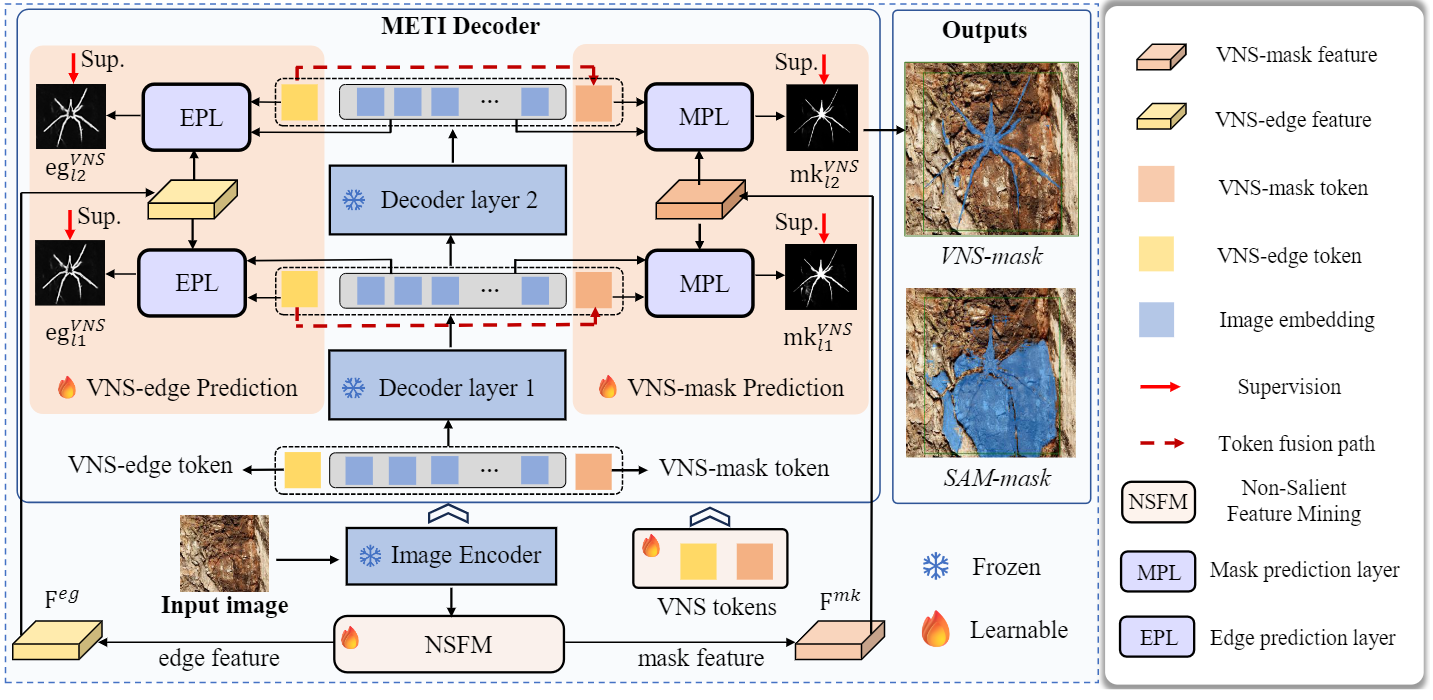 METI Decoder
Sup.
EPL
...
MPL
Sup.
eg_{l2}^{VNS}
mk_{l2}^{VNS}
Decoder layer 2
Sup.
EPL
...
MPL
Sup.
eg_{l1}^{VNS}
mk_{l1}^{VNS}
VNS-edge Prediction
Decoder layer 1
VNS-mask Prediction
VNS-edge token
...
VNS-mask token
Outputs
VNS-mask
SAM-mask
Input image
Image Encoder
VNS tokens
Frozen
Learnable
F^{eg}
edge feature
NSFM
mask feature
F^{mk}
VNS-mask feature
VNS-edge feature
VNS-mask token
VNS-edge token
Image embedding
Supervision
Token fusion path
NSFM
Non-Salient
Feature Mining
MPL
Mask prediction layer
EPL
Edge prediction layer